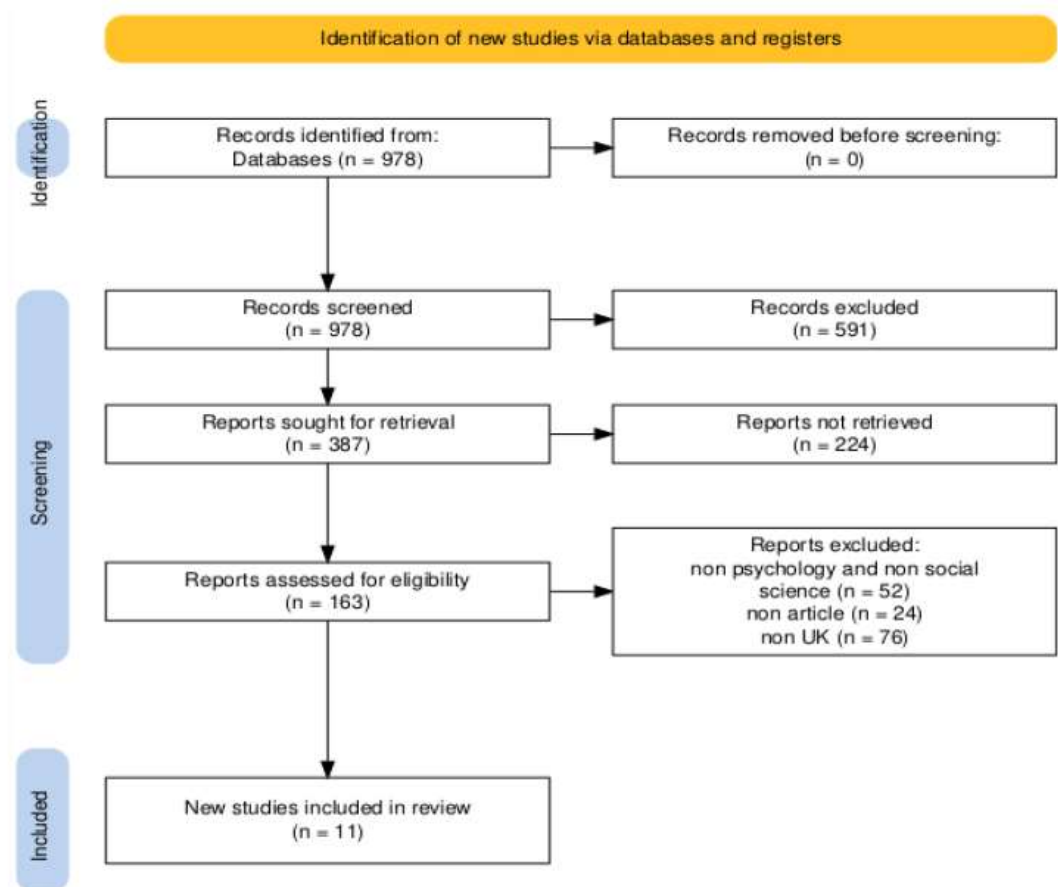 Identification of new studies via databases and registers
Identification
Records identified from:
Databases (n = 978)
Records removed before screening:
(n = 0)
Screening
Records screened
(n = 978)
Records excluded
(n = 591)
Reports sought for retrieval
(n = 387)
Reports not retrieved
(n = 224)
Reports assessed for eligibility
(n = 163)
Reports excluded:
non psychology and non social
science (n = 52)
non article (n = 24)
non UK (n = 76)
Included
New studies included in review
(n = 11)